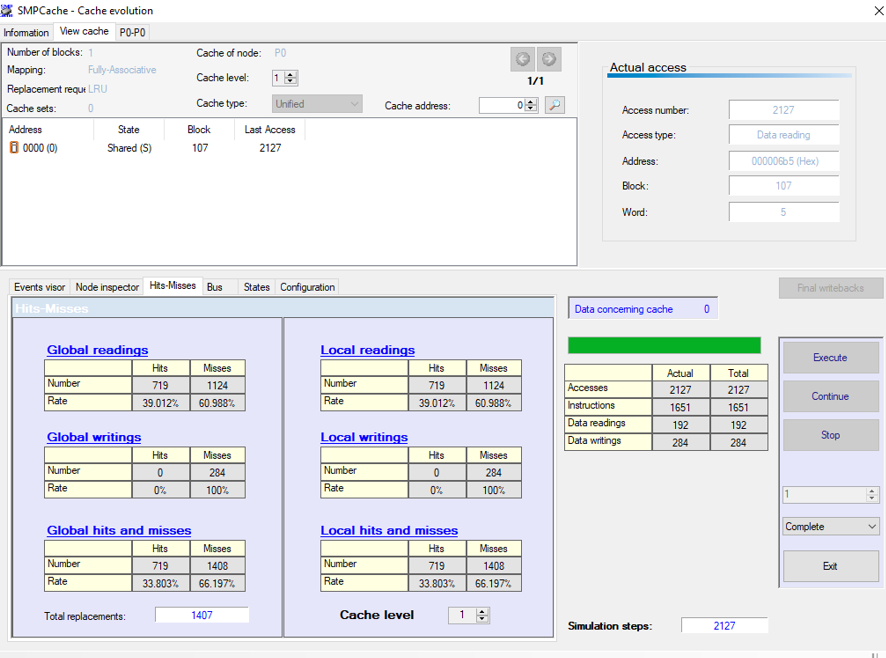 SMPCache - Cache evolution
Information View cache P0-P0
Number of blocks: 1
Mapping: Fully-Associative
Replacement reque LRU
Cache sets: 0
Cache of node: P0
Cache level: 1
Cache type: Unified
1/1
Cache address: 0
Address State Block Last Access
0000 (0) Shared (S) 107 2127
Actual access
Access number: 2127
Access type: Data reading
Address: 000006b5 (Hex)
Block: 107
Word: 5
Events visor Node inspector Hit-Misses Bus States Configuration
Hits-Misses
Global readings
Hits Misses
Number 719 1124
Rate 39.012% 60.988%
Global writings
Hits Misses
Number 0 284
Rate 0% 100%
Global hits and misses
Hits Misses
Number 719 1408
Rate 33.803% 66.197%
Total replacements: 1407
Local readings
Hits Misses
Number 719 1124
Rate 39.012% 60.988%
Local writings
Hits Misses
Number 0 284
Rate 0% 100%
Local hits and misses
Hits Misses
Number 719 1408
Rate 33.803% 66.197%
Cache level 1
Data concerning cache 0
Actual Total
Accesses 2127 2127
Instructions 1651 1651
Data readings 192 192
Data writings 284 284
Simulation steps: 2127
Final writebacks
Execute
Continue
Stop
1
Complete
Exit